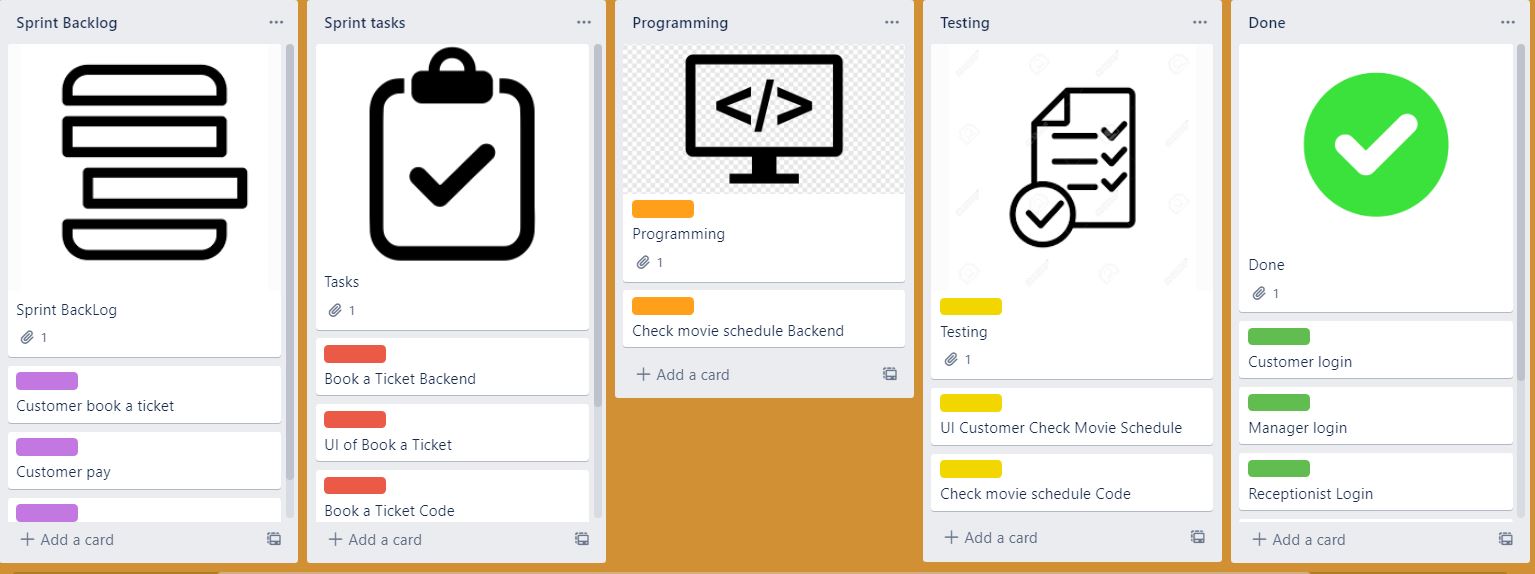 Sprint Backlog
Sprint BackLog
1
Customer book a ticket
Customer pay
Add a card
Sprint tasks
Tasks
1
Book a Ticket Backend
UI of Book a Ticket
Book a Ticket Code
Add a card
Programming
</>
Programming
1
Check movie schedule Backend
Add a card
Testing
Testing
1
UI Customer Check Movie Schedule
Check movie schedule Code
Add a card
Done
Done
1
Customer login
Manager login
Receptionist Login
Add a card